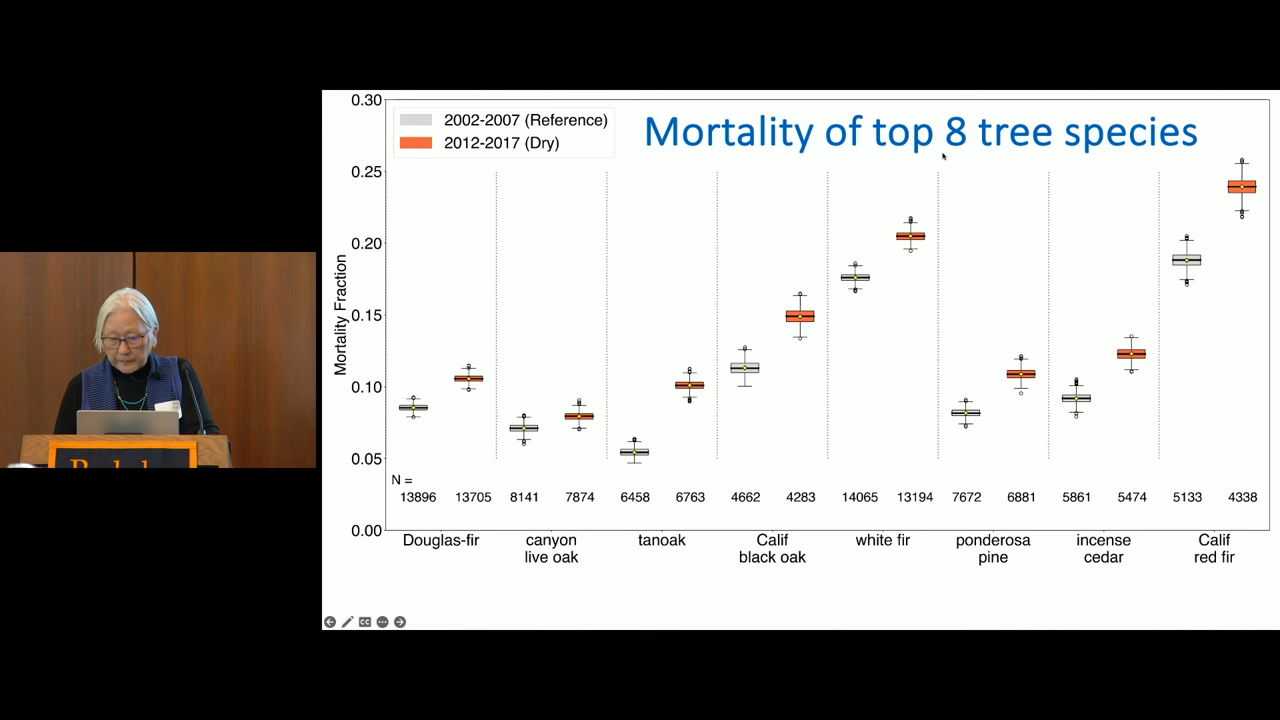 Mortality of top 8 tree species
2002-2007 (Reference)
2012-2017 (Dry)
Mortality Fraction
0.30
0.25
0.20
0.15
0.10
0.05
0.00
N =
13896 13705 8141 7874 6458 6763 4662 4283 14065 13194 7672 6881 5861 5474 5133 4338
Douglas-fir
canyon
live oak
tanoak
Calif
black oak
white fir
ponderosa
pine
incense
cedar
Calif
red fir
CC